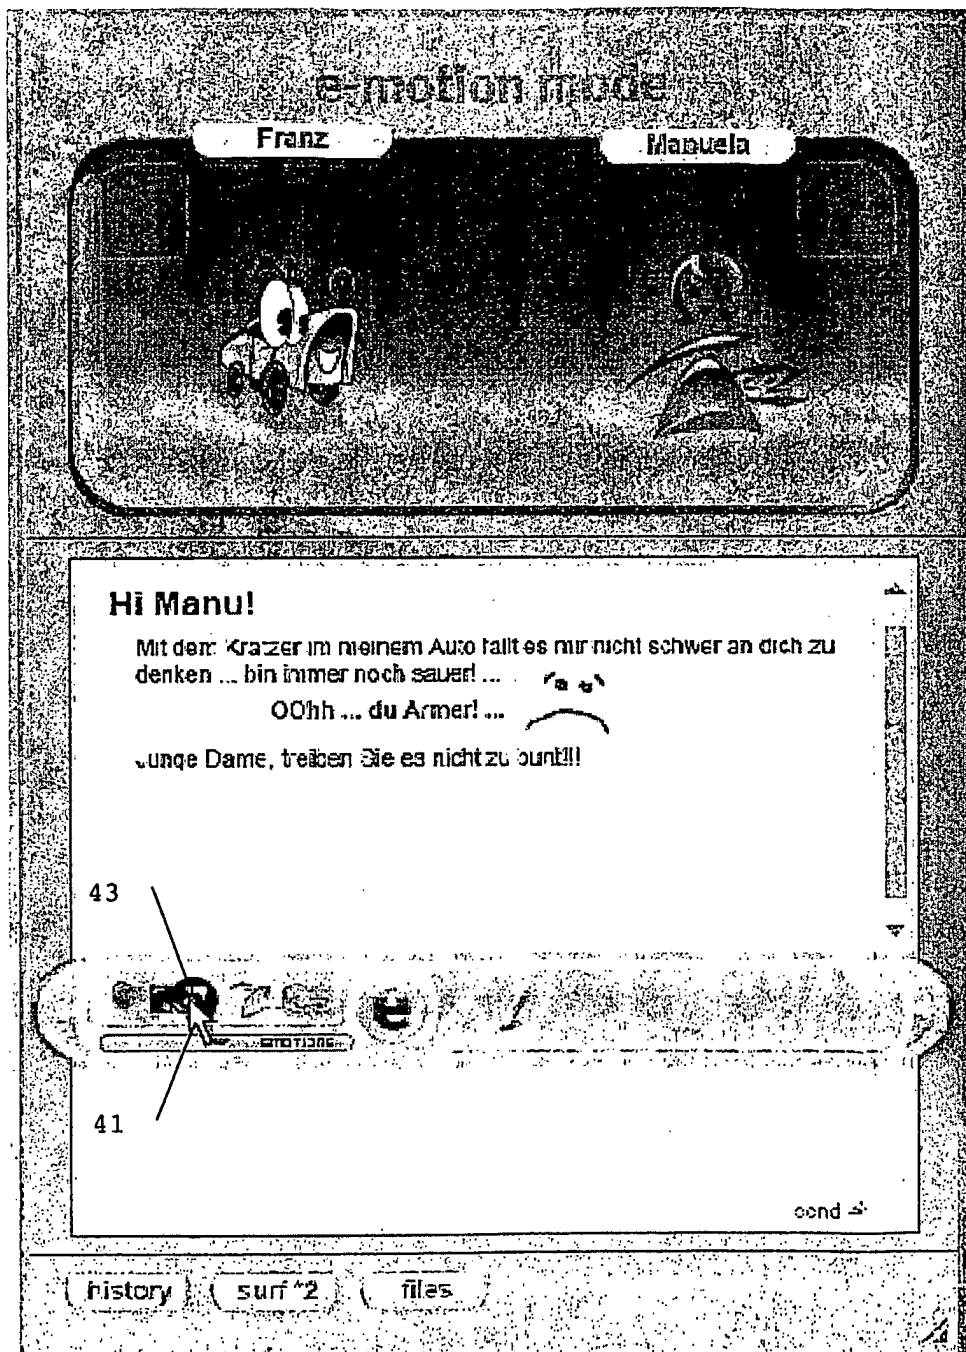 e-motion mode
Franz
Manuela
Hi Manu!
Mit dem Kratzer im meinem Auto fällt es mir nicht schwer an dich zu
denken ... bin immer noch sauer! ...
OOhh ... du Armer! ...
Junge Dame, treiben Sie es nicht zu bunt!!!
43
emotions
e
41
send
history
surf ^2
files